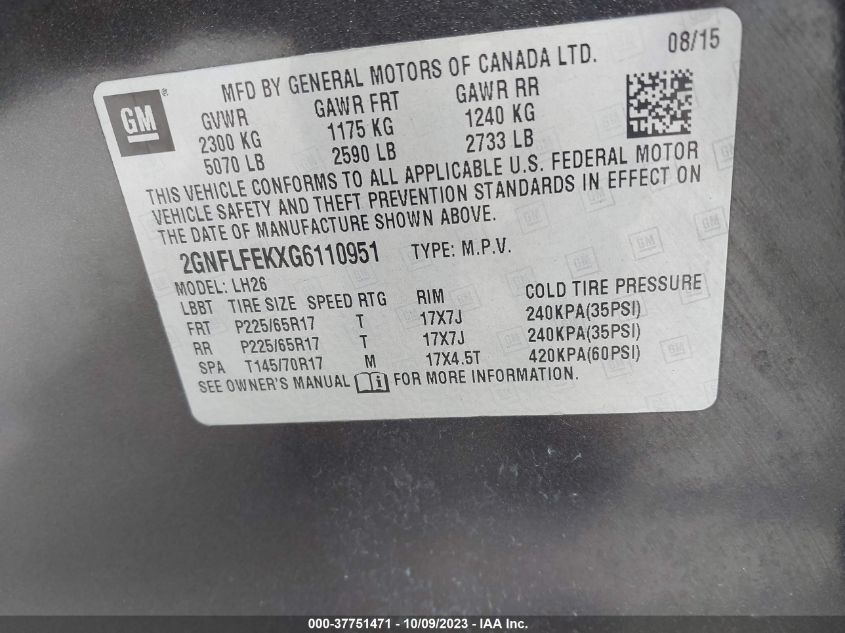 MFD BY GENERAL MOTORS OF CANADA LTD. 08/15
GM ®
GVWR GAWR FRT GAWR RR
2300 KG 1175 KG 1240 KG
5070 LB 2590 LB 2733 LB
THIS VEHICLE CONFORMS TO ALL APPLICABLE U.S. FEDERAL MOTOR
VEHICLE SAFETY AND THEFT PREVENTION STANDARDS IN EFFECT ON
THE DATE OF MANUFACTURE SHOWN ABOVE.
2GNFLFEKXG6110951 TYPE: M.P.V.
MODEL: LH26
LBBT TIRE SIZE SPEED RTG RIM COLD TIRE PRESSURE
FRT P225/65R17 T 17X7J 240KPA(35PSI)
RR P225/65R17 T 17X7J 240KPA(35PSI)
SPA T145/70R17 M 17X4.5T 420KPA(60PSI)
SEE OWNER'S MANUAL FOR MORE INFORMATION.
000-37751471 - 10/09/2023 - IAA Inc.